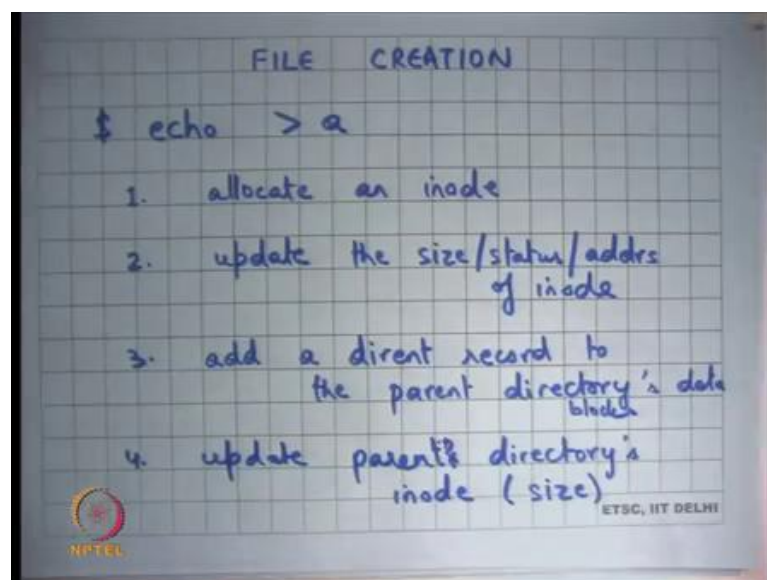 FILE CREATION
$ echo > a
1. allocate an inode
2. update the size/status/addrs
of inode
3. add a dirent record to
the parent directory's data
blocks
4. update parent's directory's
inode (size)
ETSC, IIT DELHI
NPTEL